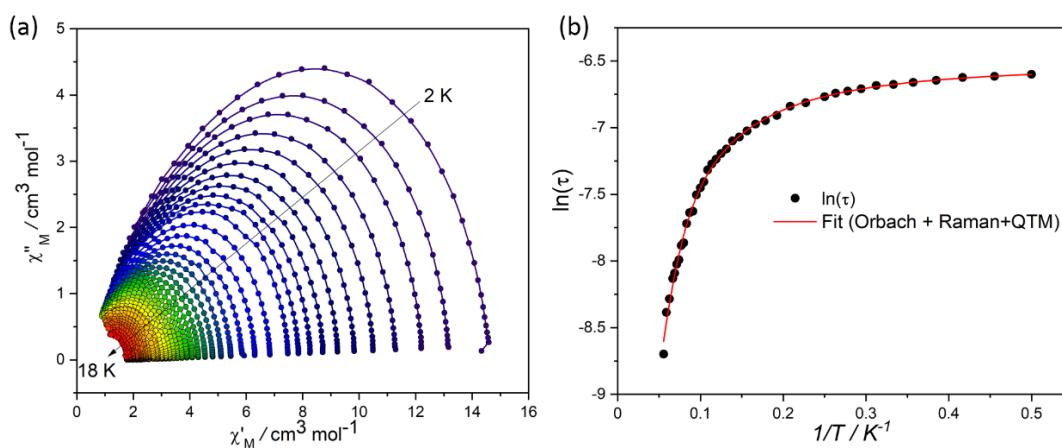 (a)
5
4
3
2
1
0
χ''M / cm³ mol⁻¹
2 K
18 K
0 2 4 6 8 10 12 14 16
χ'M / cm³ mol⁻¹
(b)
-6.5
-7
-7.5
-8
-8.5
-9
ln(τ)
ln(τ)
Fit (Orbach + Raman+QTM)
0 0.1 0.2 0.3 0.4 0.5
1/T / K⁻¹